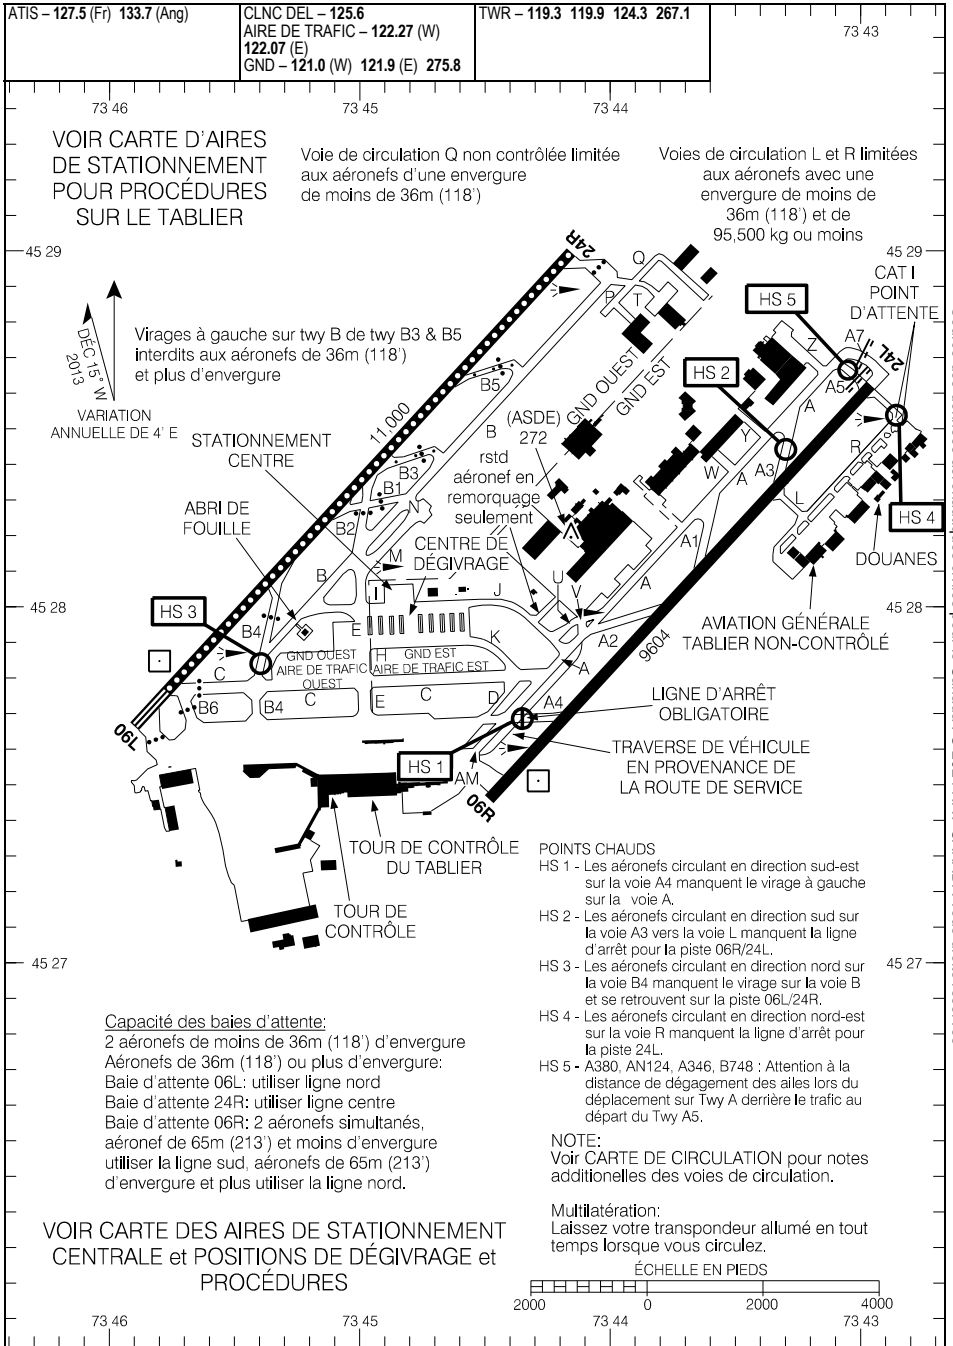 ATIS – 127.5 (Fr) 133.7 (Ang)
CLNC DEL – 125.6
AIRE DE TRAFIC – 122.27 (W)
122.07 (E)
GND – 121.0 (W) 121.9 (E) 275.8
TWR – 119.3 119.9 124.3 267.1
73 43
73 46
73 45
73 44
VOIR CARTE D'AIRES
DE STATIONNEMENT
POUR PROCÉDURES
SUR LE TABLIER
Voie de circulation Q non contrôlée limitée
aux aéronefs d'une envergure
de moins de 36m (118')
Voies de circulation L et R limitées
aux aéronefs avec une
envergure de moins de
36m (118') et de
95,500 kg ou moins
45 29
45 29
24R
Q
P
T
CAT I
POINT
D'ATTENTE
HS 5
DÉC 15° W
2013
VARIATION
ANNUELLE DE 4' E
Virages à gauche sur twy B de twy B3 & B5
interdits aux aéronefs de 36m (118')
et plus d'envergure
A7
24L
Z
A5
HS 2
GND OUEST
GND EST
B5
A
11,000
(ASDE)
272
STATIONNEMENT
CENTRE
B
Y
R
rstd
aéronef en
remorquage
seulement
B3
W
A
A3
B1
ABRI DE
FOUILLE
N
L
HS 4
B2
A1
CENTRE DE
DÉGIVRAGE
DOUANES
M
B
I
J
U
V
A
45 28
45 28
HS 3
AVIATION GÉNÉRALE
TABLIER NON-CONTRÔLÉ
B4
E
K
A2
9604
GND OUEST
AIRE DE TRAFIC
OUEST
H
GND EST
AIRE DE TRAFIC EST
C
A
B6
B4
C
E
C
D
A4
LIGNE D'ARRÊT
OBLIGATOIRE
06L
HS 1
AM
TRAVERSE DE VÉHICULE
EN PROVENANCE DE
LA ROUTE DE SERVICE
06R
TOUR DE CONTRÔLE
DU TABLIER
TOUR DE
CONTRÔLE
POINTS CHAUDS
HS 1 - Les aéronefs circulant en direction sud-est
sur la voie A4 manquent le virage à gauche
sur la voie A.
HS 2 - Les aéronefs circulant en direction sud sur
la voie A3 vers la voie L manquent la ligne
d'arrêt pour la piste 06R/24L.
HS 3 - Les aéronefs circulant en direction nord sur
la voie B4 manquent le virage sur la voie B
et se retrouvent sur la piste 06L/24R.
HS 4 - Les aéronefs circulant en direction nord-est
sur la voie R manquent la ligne d'arrêt pour
la piste 24L.
HS 5 - A380, AN124, A346, B748 : Attention à la
distance de dégagement des ailes lors du
déplacement sur Twy A derrière le trafic au
départ du Twy A5.
45 27
45 27
Capacité des baies d'attente:
2 aéronefs de moins de 36m (118') d'envergure
Aéronefs de 36m (118') ou plus d'envergure:
Baie d'attente 06L: utiliser ligne nord
Baie d'attente 24R: utiliser ligne centre
Baie d'attente 06R: 2 aéronefs simultanés,
aéronef de 65m (213') et moins d'envergure
utiliser la ligne sud, aéronefs de 65m (213')
d'envergure et plus utiliser la ligne nord.
NOTE:
Voir CARTE DE CIRCULATION pour notes
additionelles des voies de circulation.
Multilatération:
Laissez votre transpondeur allumé en tout
temps lorsque vous circulez.
VOIR CARTE DES AIRES DE STATIONNEMENT
CENTRALE et POSITIONS DE DÉGIVRAGE et
PROCÉDURES
ÉCHELLE EN PIEDS
2000 0 2000 4000
73 46
73 45
73 44
73 43